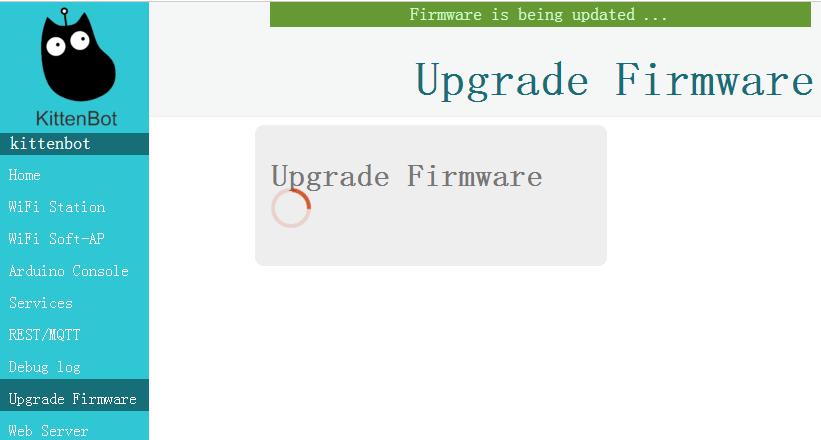 Firmware is being updated ...
Upgrade Firmware
KittenBot
kittenbot
Home
WiFi Station
WiFi Soft-AP
Arduino Console
Services
REST/MQTT
Debug log
Upgrade Firmware
Web Server
Upgrade Firmware